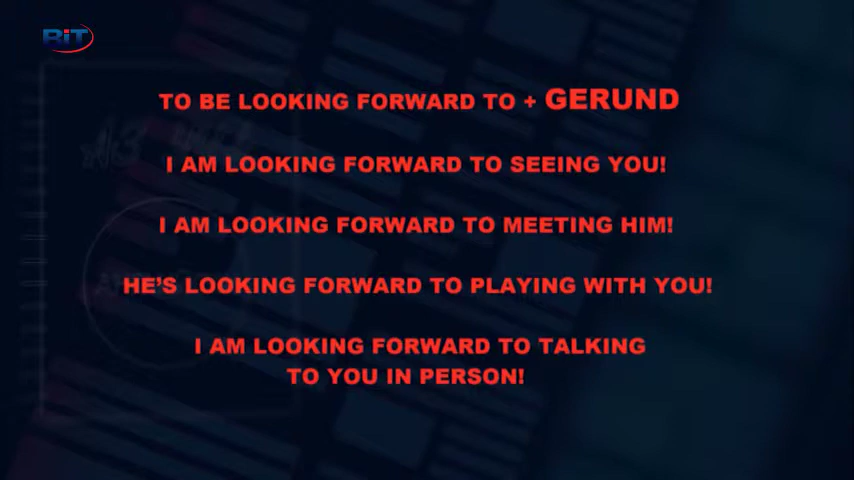 RiT
TO BE LOOKING FORWARD TO + GERUND
I AM LOOKING FORWARD TO SEEING YOU!
I AM LOOKING FORWARD TO MEETING HIM!
HE'S LOOKING FORWARD TO PLAYING WITH YOU!
I AM LOOKING FORWARD TO TALKING
TO YOU IN PERSON!